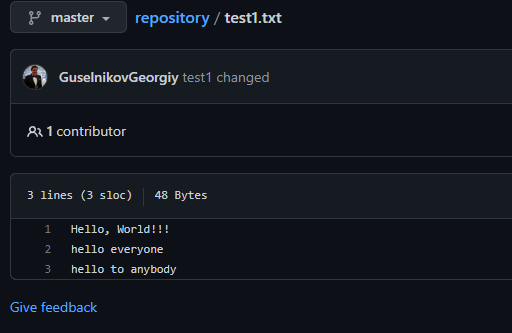 master repository / test1.txt
GuselnikovGeorgiy test1 changed
1 contributor
3 lines (3 sloc) 48 Bytes
1 Hello, World!!!
2 hello everyone
3 hello to anybody
Give feedback